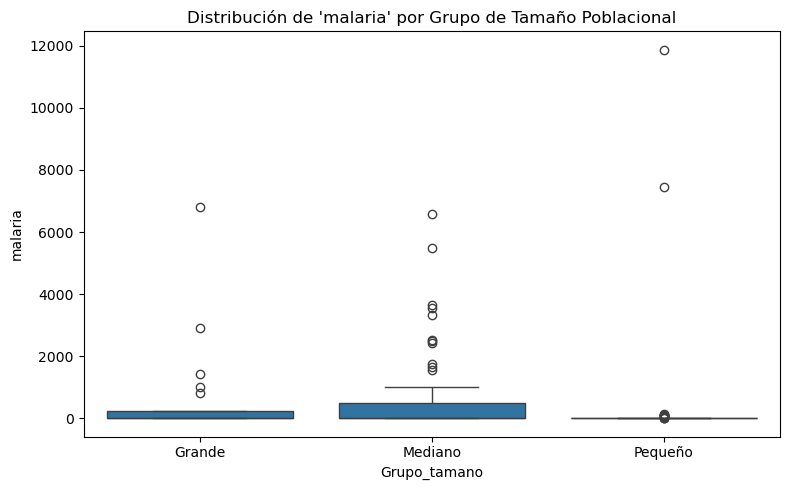 Distribución de 'malaria' por Grupo de Tamaño Poblacional
12000
10000
8000
6000
4000
2000
0
malaria
Grande Mediano Pequeño
Grupo_tamano